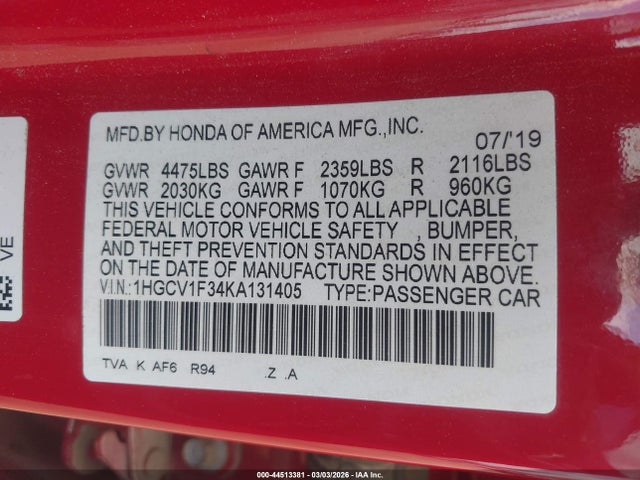 MFD.BY HONDA OF AMERICA MFG.,INC.
07/'19
GVWR 4475LBS GAWR F 2359LBS R 2116LBS
GVWR 2030KG GAWR F 1070KG R 960KG
THIS VEHICLE CONFORMS TO ALL APPLICABLE
FEDERAL MOTOR VEHICLE SAFETY , BUMPER,
AND THEFT PREVENTION STANDARDS IN EFFECT
ON THE DATE OF MANUFACTURE SHOWN ABOVE.
V.I.N.:1HGCV1F34KA131405 TYPE:PASSENGER CAR
TVA K AF6 R94 .Z .A
VE
000-44513381 - 03/03/2026 - IAA Inc.